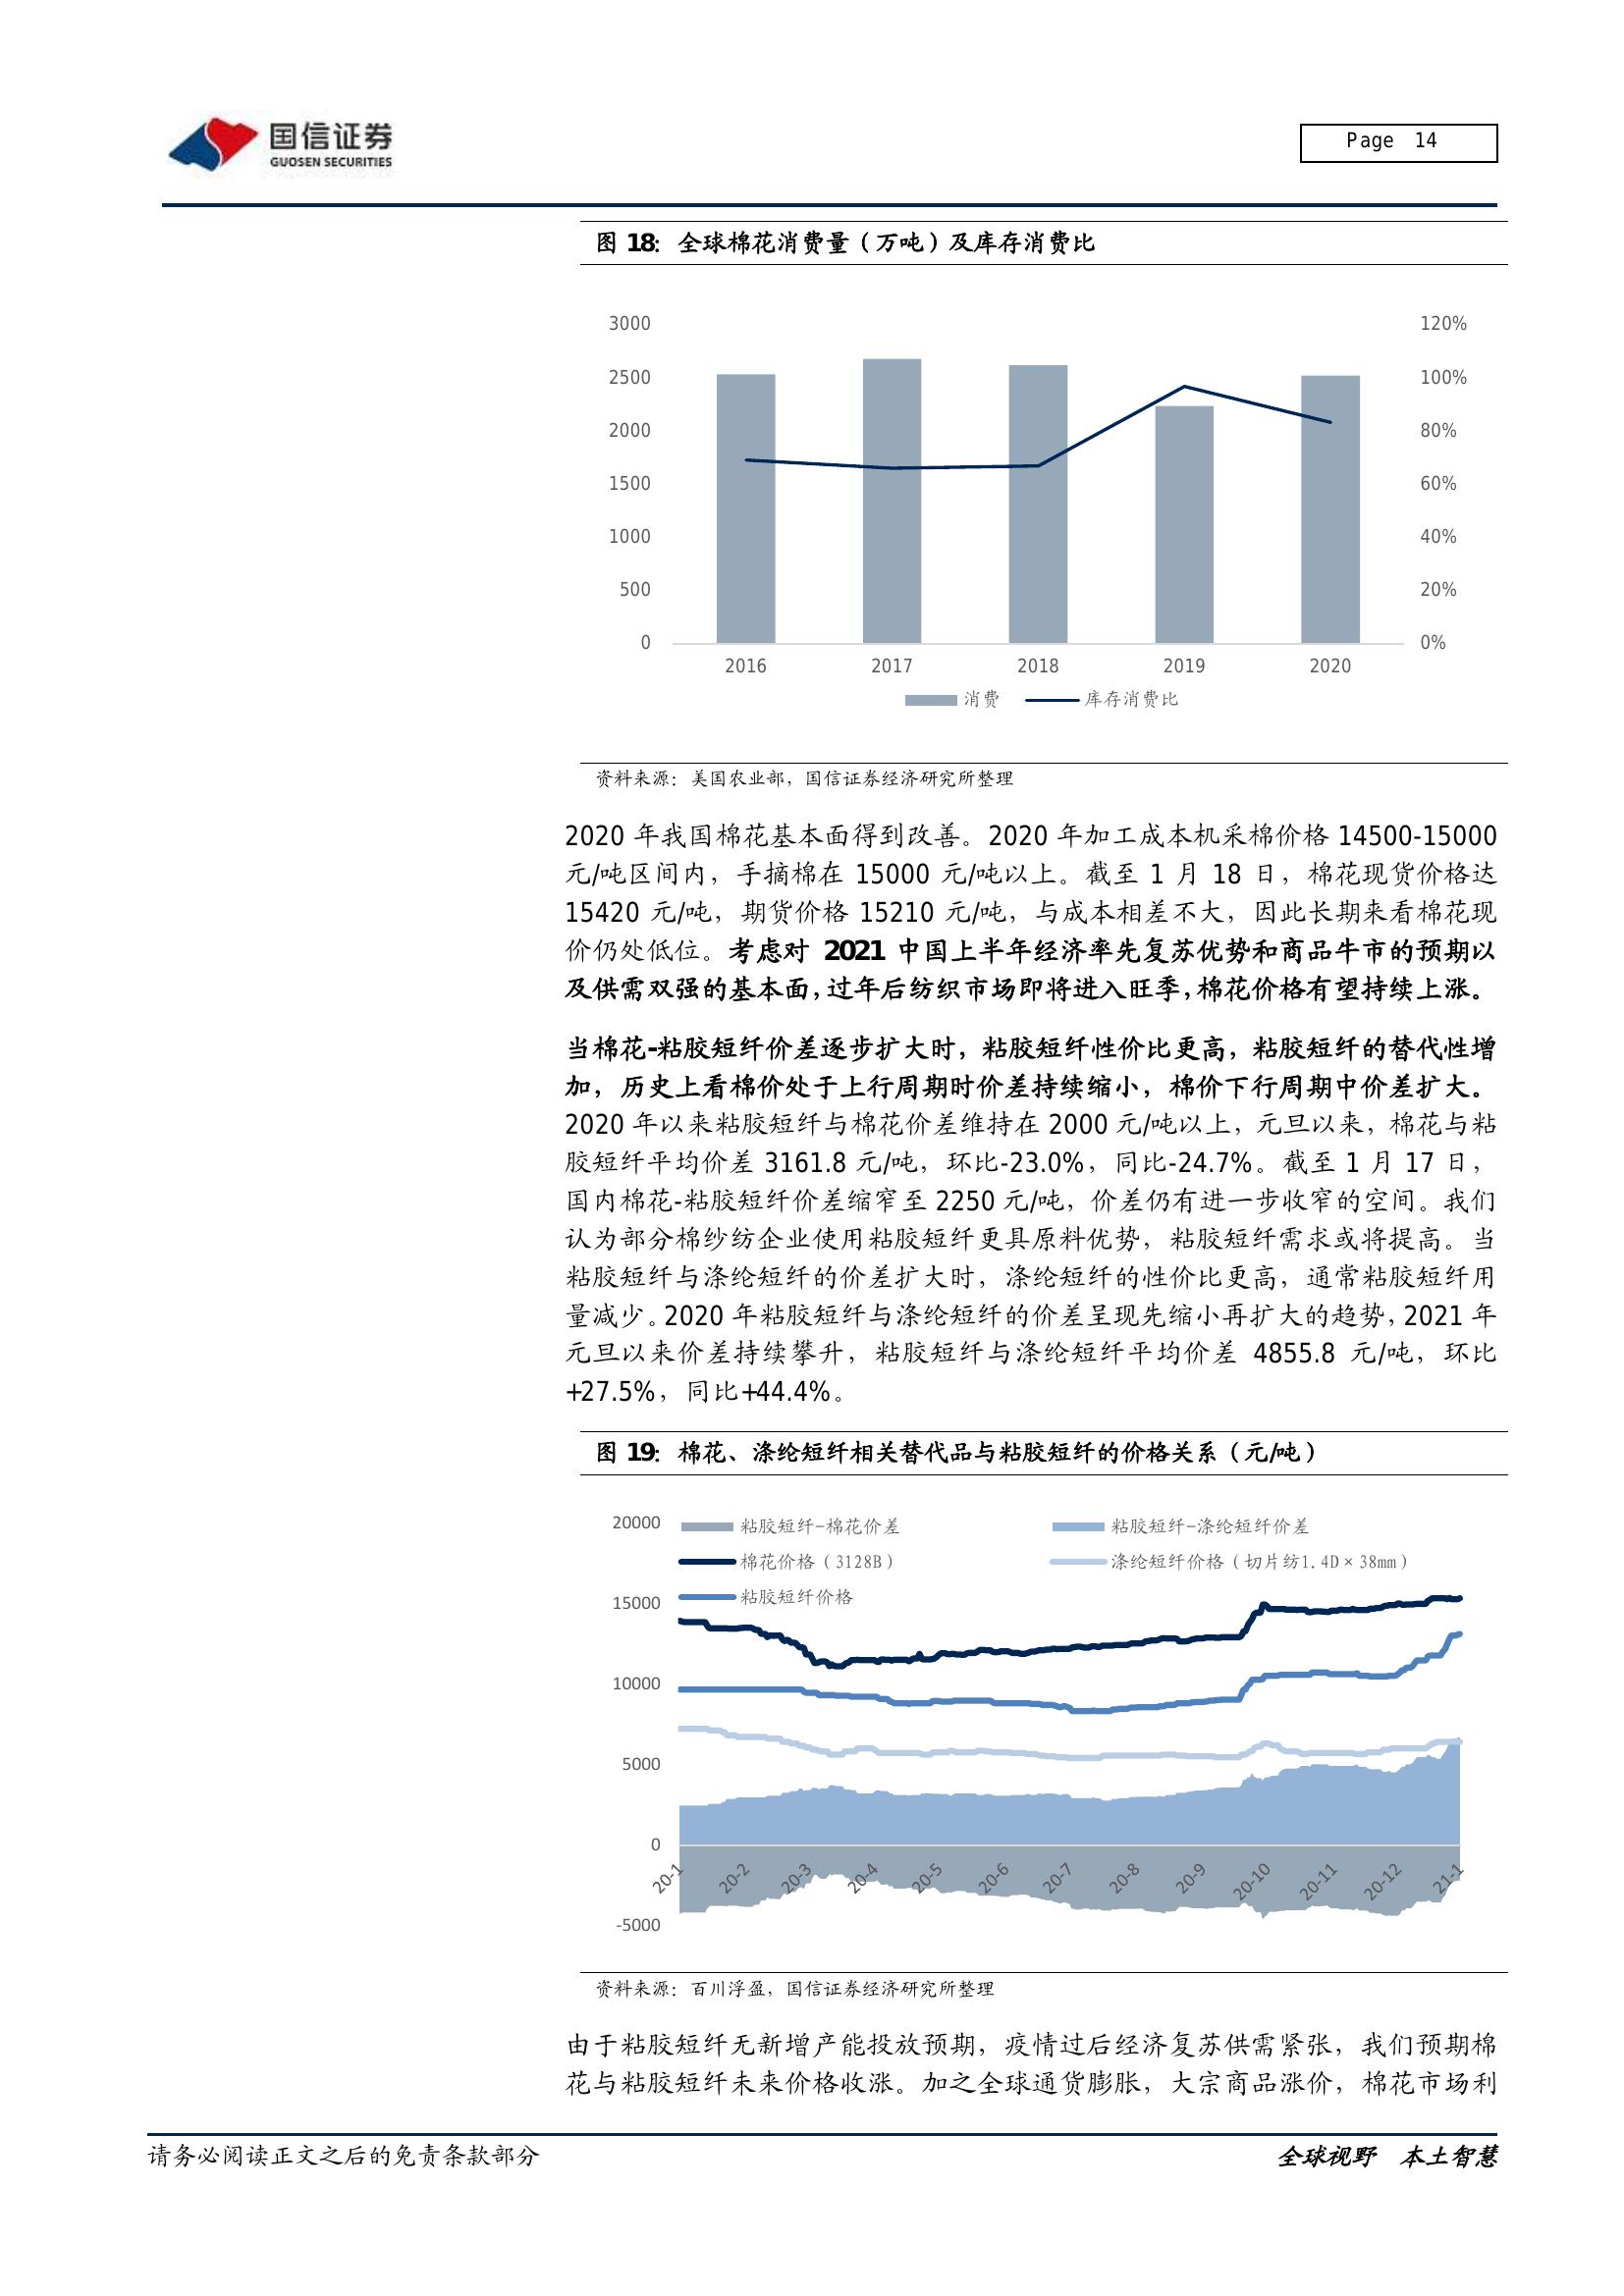 国信证券
GUOSEN SECURITIES
Page 14
图 18: 全球棉花消费量（万吨）及库存消费比
3000
2500
2000
1500
1000
500
0
120%
100%
80%
60%
40%
20%
0%
2016 2017 2018 2019 2020
消费 库存消费比
资料来源：美国农业部，国信证券经济研究所整理
2020 年我国棉花基本面得到改善。2020 年加工成本机采棉价格 14500-15000
元/吨区间内，手摘棉在 15000 元/吨以上。截至 1 月 18 日，棉花现货价格达
15420 元/吨，期货价格 15210 元/吨，与成本相差不大，因此长期来看棉花现
价仍处低位。考虑对 2021 中国上半年经济率先复苏优势和商品牛市的预期以
及供需双强的基本面，过年后纺织市场即将进入旺季，棉花价格有望持续上涨。
当棉花-粘胶短纤价差逐步扩大时，粘胶短纤性价比更高，粘胶短纤的替代性增
加，历史上看棉价处于上行周期时价差持续缩小，棉价下行周期中价差扩大。
2020 年以来粘胶短纤与棉花价差维持在 2000 元/吨以上，元旦以来，棉花与粘
胶短纤平均价差 3161.8 元/吨，环比-23.0%，同比-24.7%。截至 1 月 17 日，
国内棉花-粘胶短纤价差缩窄至 2250 元/吨，价差仍有进一步收窄的空间。我们
认为部分棉纱纺企业使用粘胶短纤更具原料优势，粘胶短纤需求或将提高。当
粘胶短纤与涤纶短纤的价差扩大时，涤纶短纤的性价比更高，通常粘胶短纤用
量减少。2020 年粘胶短纤与涤纶短纤的价差呈现先缩小再扩大的趋势，2021 年
元旦以来价差持续攀升，粘胶短纤与涤纶短纤平均价差 4855.8 元/吨，环比
+27.5%，同比+44.4%。
图 19: 棉花、涤纶短纤相关替代品与粘胶短纤的价格关系（元/吨）
20000
15000
10000
5000
0
-5000
粘胶短纤-棉花价差 粘胶短纤-涤纶短纤价差
棉花价格（3128B） 涤纶短纤价格（切片纺1.4D×38mm）
粘胶短纤价格
20-1 20-2 20-3 20-4 20-5 20-6 20-7 20-8 20-9 20-10 20-11 20-12 21-1
资料来源：百川浮盈，国信证券经济研究所整理
由于粘胶短纤无新增产能投放预期，疫情过后经济复苏供需紧张，我们预期棉
花与粘胶短纤未来价格收涨。加之全球通货膨胀，大宗商品涨价，棉花市场利
请务必阅读正文之后的免责条款部分
全球视野 本土智慧